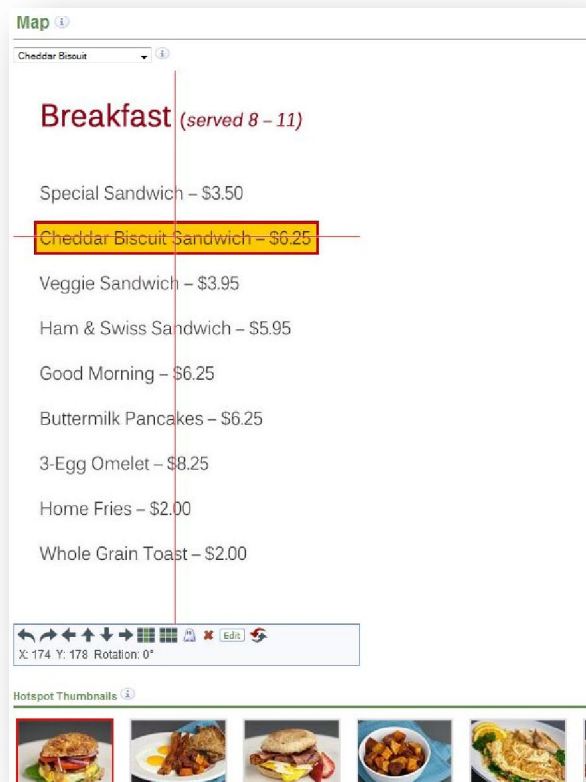 Map
Cheddar Biscuit
Breakfast (served 8 – 11)
Special Sandwich – $3.50
Cheddar Biscuit Sandwich – $6.25
Veggie Sandwich – $3.95
Ham & Swiss Sandwich – $5.95
Good Morning – $6.25
Buttermilk Pancakes – $6.25
3-Egg Omelet – $8.25
Home Fries – $2.00
Whole Grain Toast – $2.00
Edit
X: 174 Y: 178 Rotation: 0°
Hotspot Thumbnails